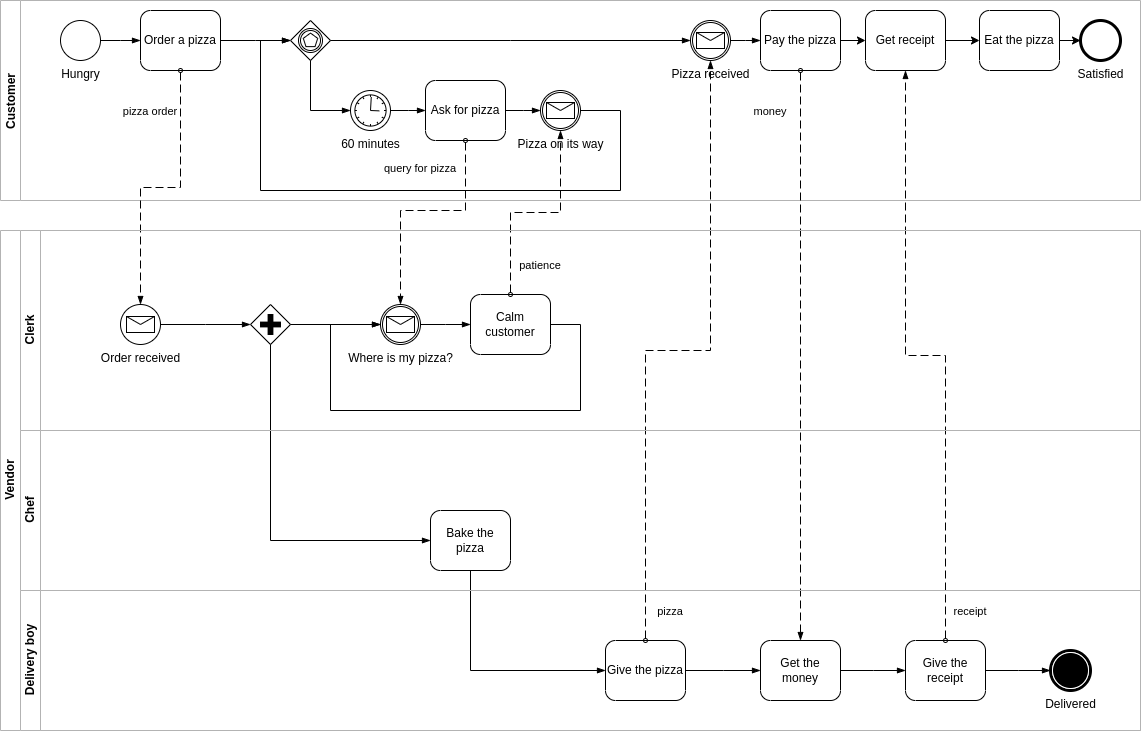 Customer
Hungry
Order a pizza
pizza order
60 minutes
Ask for pizza
query for pizza
Pizza on its way
Pizza received
Pay the pizza
money
Get receipt
Eat the pizza
Satisfied
Vendor
Clerk
Order received
Where is my pizza?
patience
Calm
customer
Chef
Bake the
pizza
Delivery boy
Give the pizza
pizza
Get the
money
Give the
receipt
receipt
Delivered